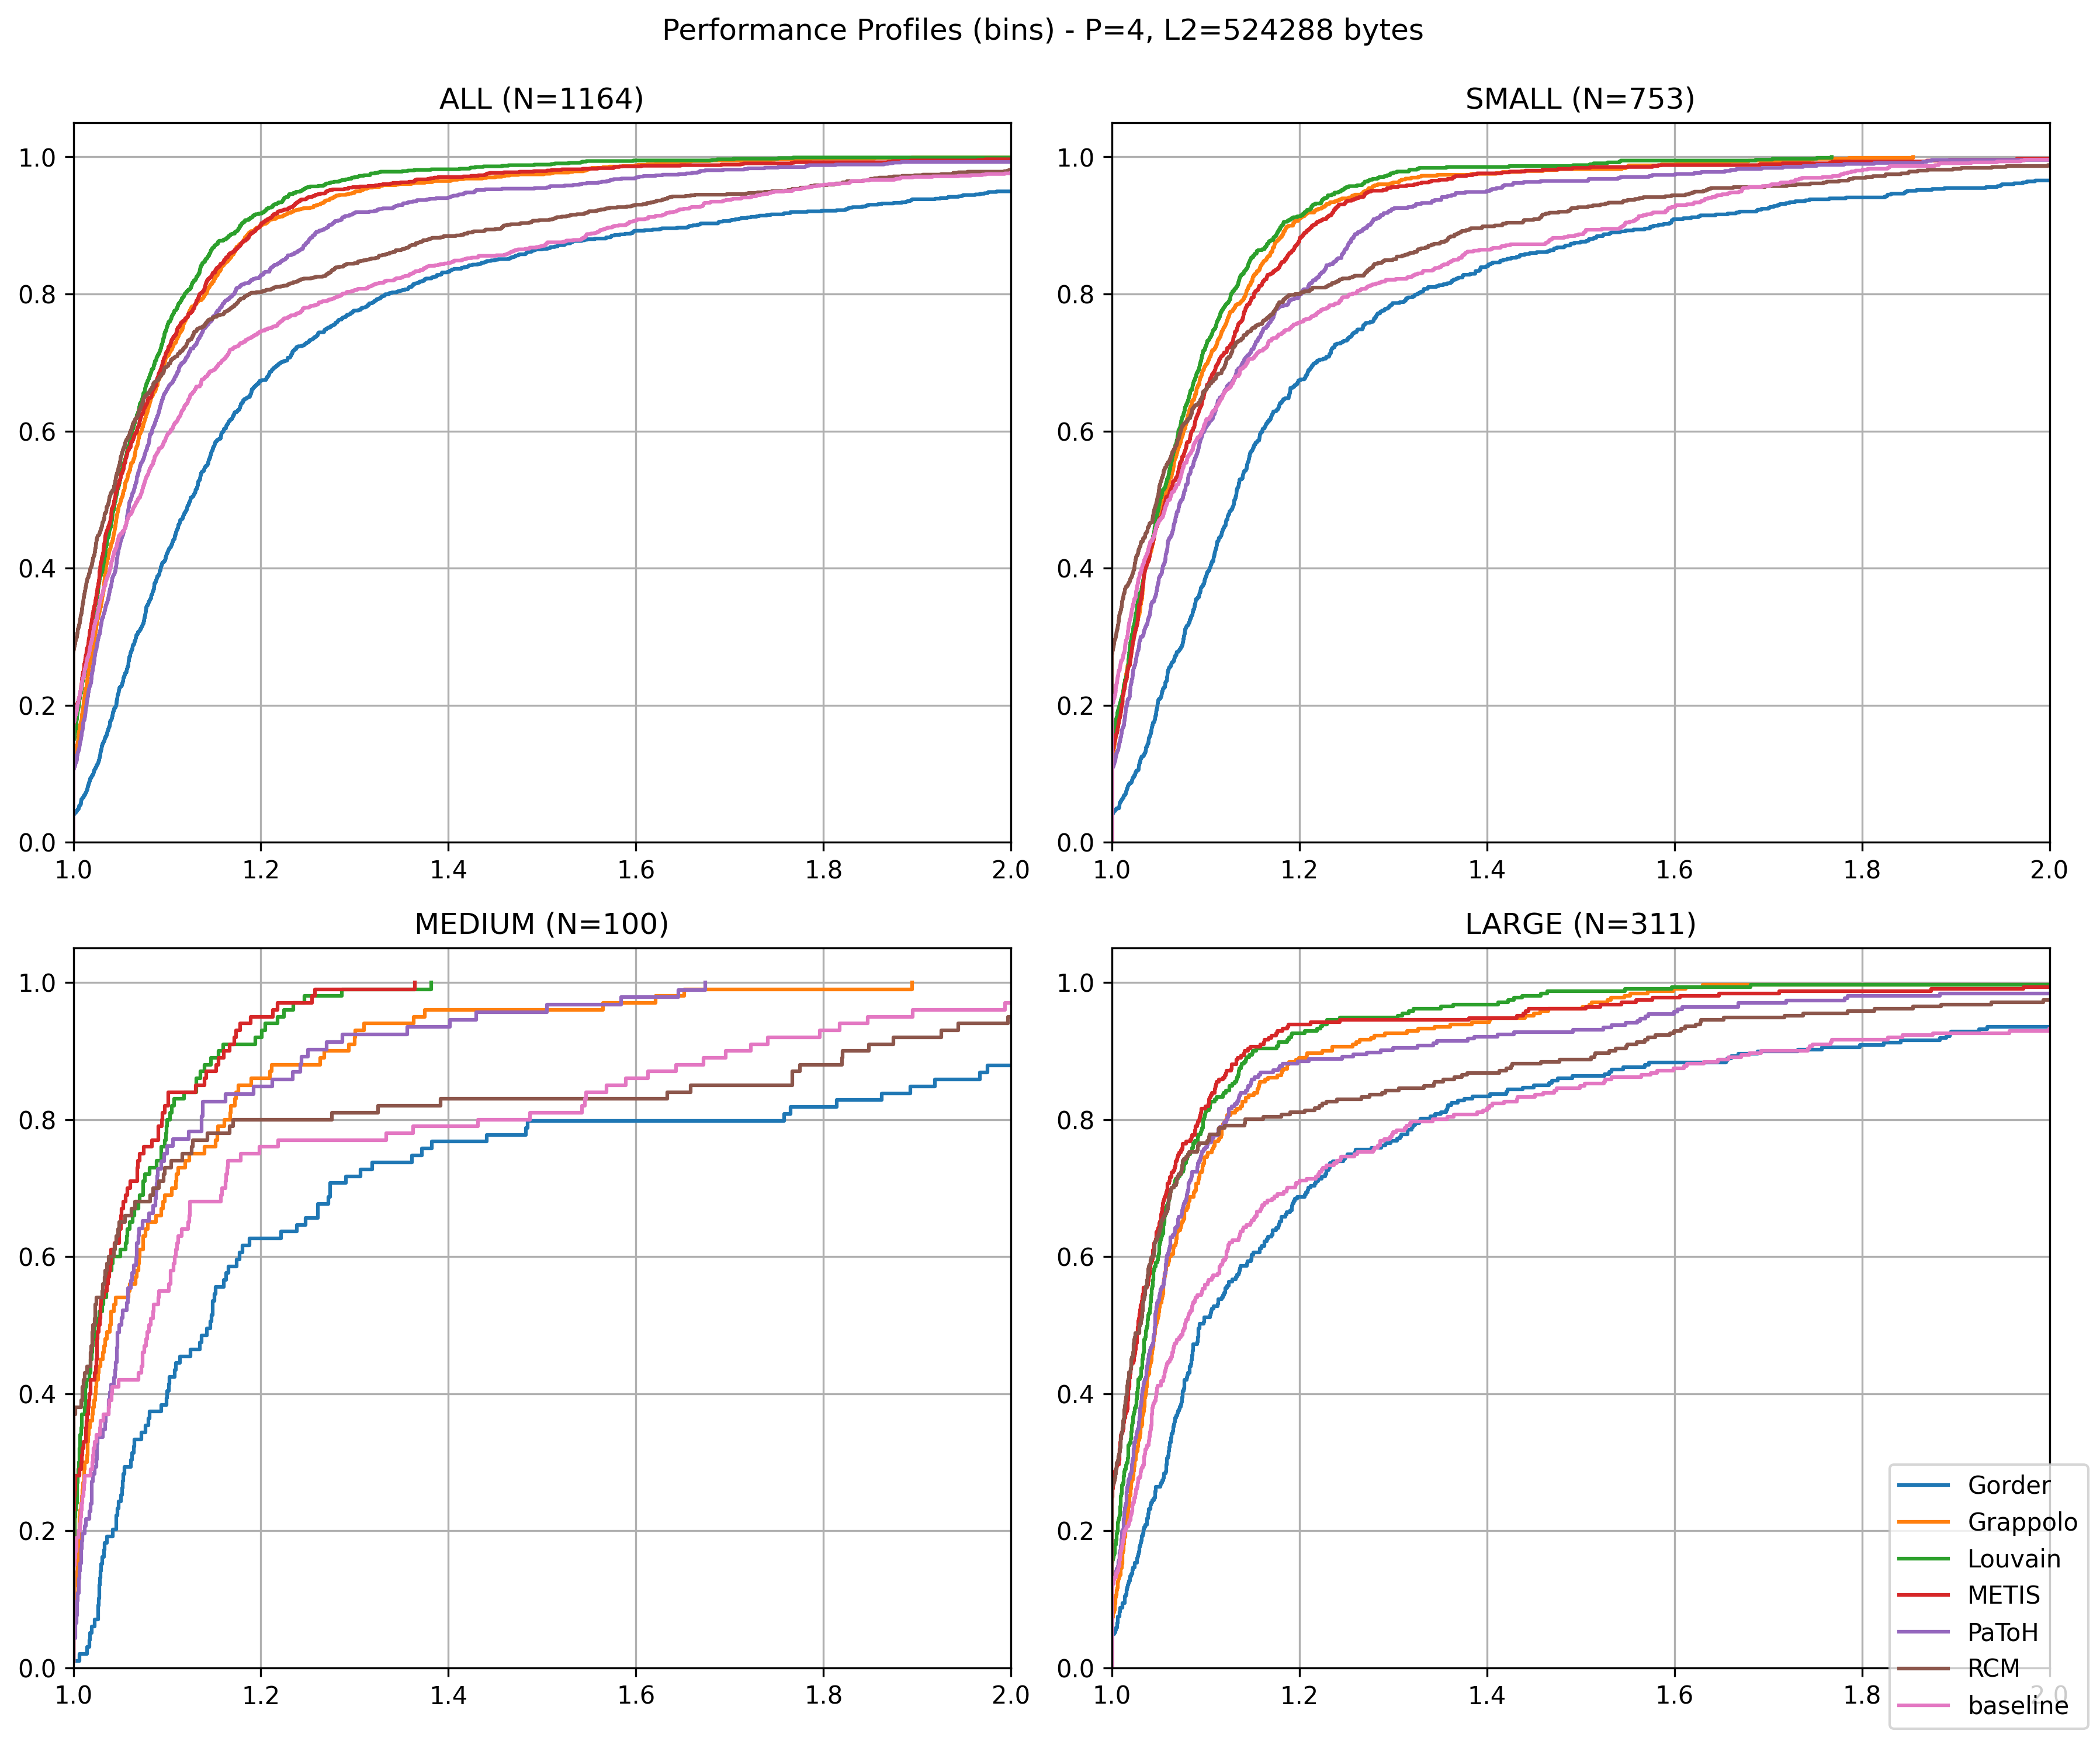 Performance Profiles (bins) - P=4, L2=524288 bytes
ALL (N=1164)
1.0
0.8
0.6
0.4
0.2
0.0
1.0 1.2 1.4 1.6 1.8 2.0
SMALL (N=753)
1.0
0.8
0.6
0.4
0.2
0.0
1.0 1.2 1.4 1.6 1.8 2.0
MEDIUM (N=100)
1.0
0.8
0.6
0.4
0.2
0.0
1.0 1.2 1.4 1.6 1.8 2.0
LARGE (N=311)
1.0
0.8
0.6
0.4
0.2
0.0
1.0 1.2 1.4 1.6 1.8 2.0
Gorder
Grappolo
Louvain
METIS
PaToH
RCM
baseline